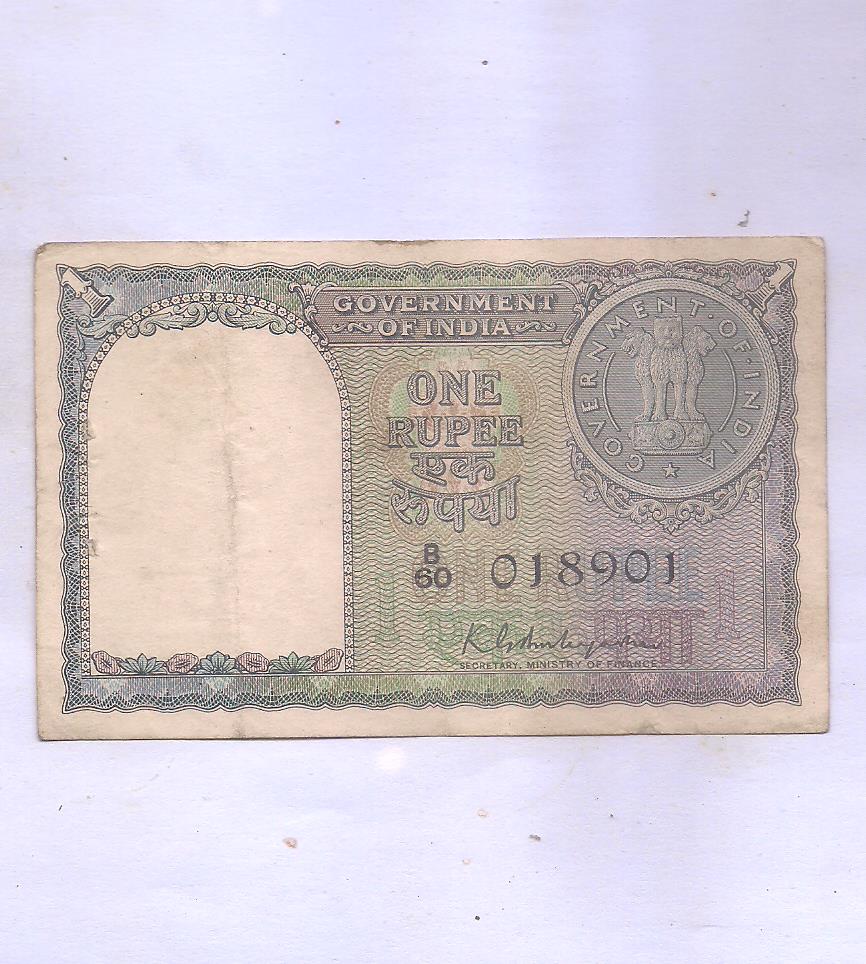 GOVERNMENT
OF INDIA
GOVERNMENT OF INDIA
ONE
RUPEE
एक
रुपया
B
60 018901
SECRETARY, MINISTRY OF FINANCE